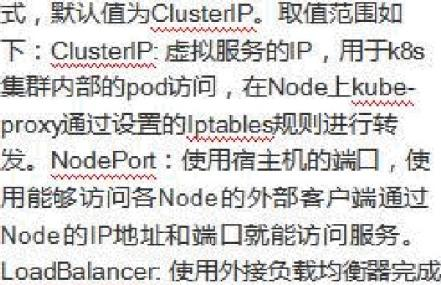 式，默认值为ClusterIP。取值范围如
下：ClusterIP: 虚拟服务的IP，用于k8s
集群内部的pod访问，在Node上kube-
proxy通过设置的Iptables规则进行转
发。NodePort：使用宿主机的端口，使
用能够访问各Node的外部客户端通过
Node的IP地址和端口就能访问服务。
LoadBalancer: 使用外接负载均衡器完成